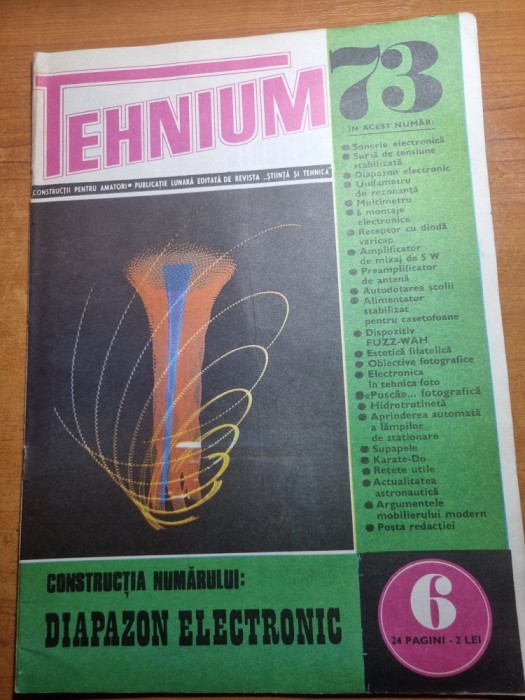 TEHNIUM
73
CONSTRUCȚII PENTRU AMATORI ● PUBLICAȚIE LUNARĂ EDITATĂ DE REVISTA „ȘTIINȚĂ ȘI TEHNICĂ"
ÎN ACEST NUMĂR:
● Sonerie electronică
● Sursă de tensiune
stabilizată
● Diapazon electronic
● Undametru
de rezonanță
● Multimetru
● 6 montaje
electronice
● Receptor cu diodă
varicap
● Amplificator
de mixaj de 5 W
● Preamplificator
de antenă
● Autodotarea școlii
● Alimentator
stabilizat
pentru casetofoane
● Dispozitiv
FUZZ-WAH
● Estetică filatelică
● Obiective fotografice
● Electronica
în tehnica foto
● «Pușcă»... fotografică
● Hidrotrotinetă
● Aprinderea automată
a lămpilor
de staționare
● Supapele
● Karate-Do
● Rețete utile
● Actualitatea
astronautică
● Argumentele
mobilierului modern
● Poșta redacției
CONSTRUCȚIA NUMĂRULUI:
DIAPAZON ELECTRONIC
6
24 PAGINI - 2 LEI